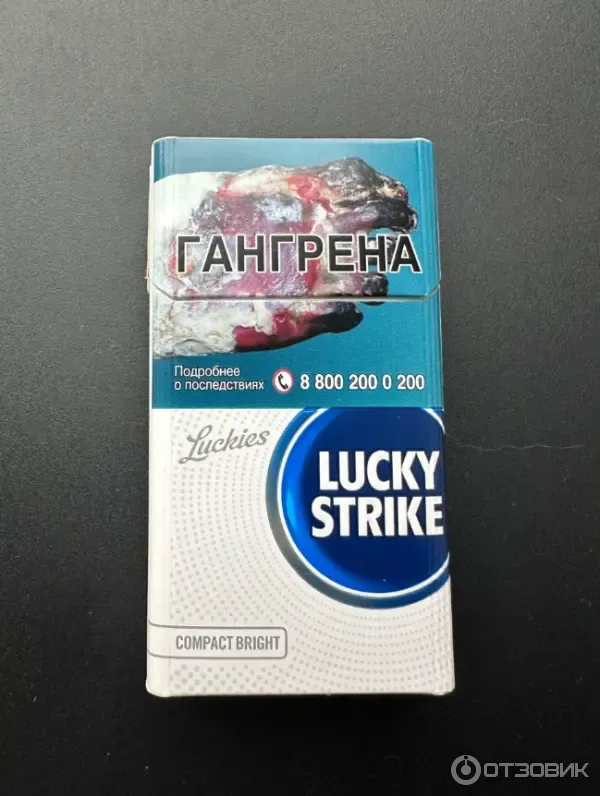 ГАНГРЕНА
Подробнее
о последствиях 8 800 200 0 200
Luckies
LUCKY
STRIKE
COMPACT BRIGHT
ОТЗОВИК